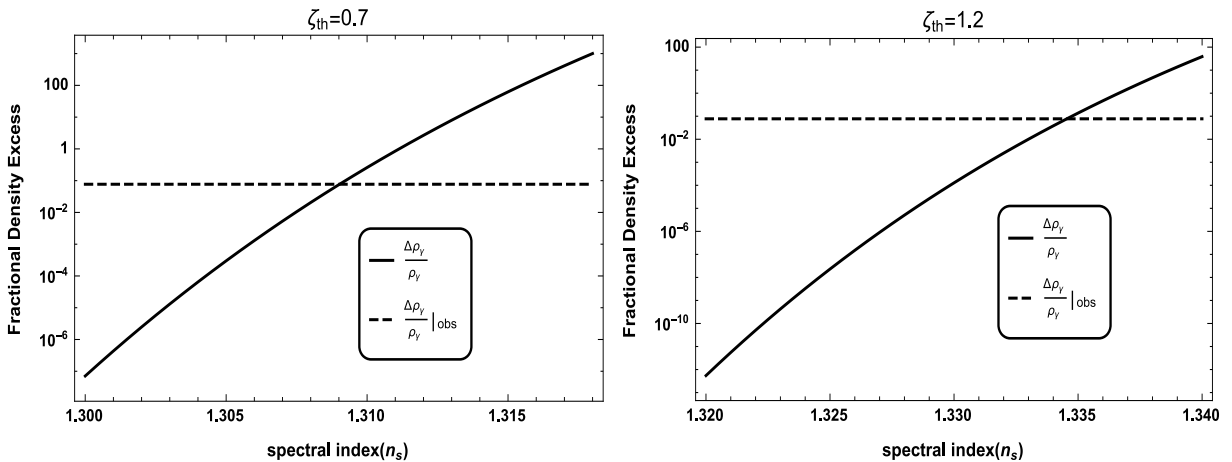 ζth=0.7
Fractional Density Excess
100
1
10⁻²
10⁻⁴
10⁻⁶
Δργ
ργ
Δργ
ργ |obs
1.300 1.305 1.310 1.315
spectral index(ns)
ζth=1.2
Fractional Density Excess
100
10⁻²
10⁻⁶
10⁻¹⁰
Δργ
ργ
Δργ
ργ |obs
1.320 1.325 1.330 1.335 1.340
spectral index(ns)